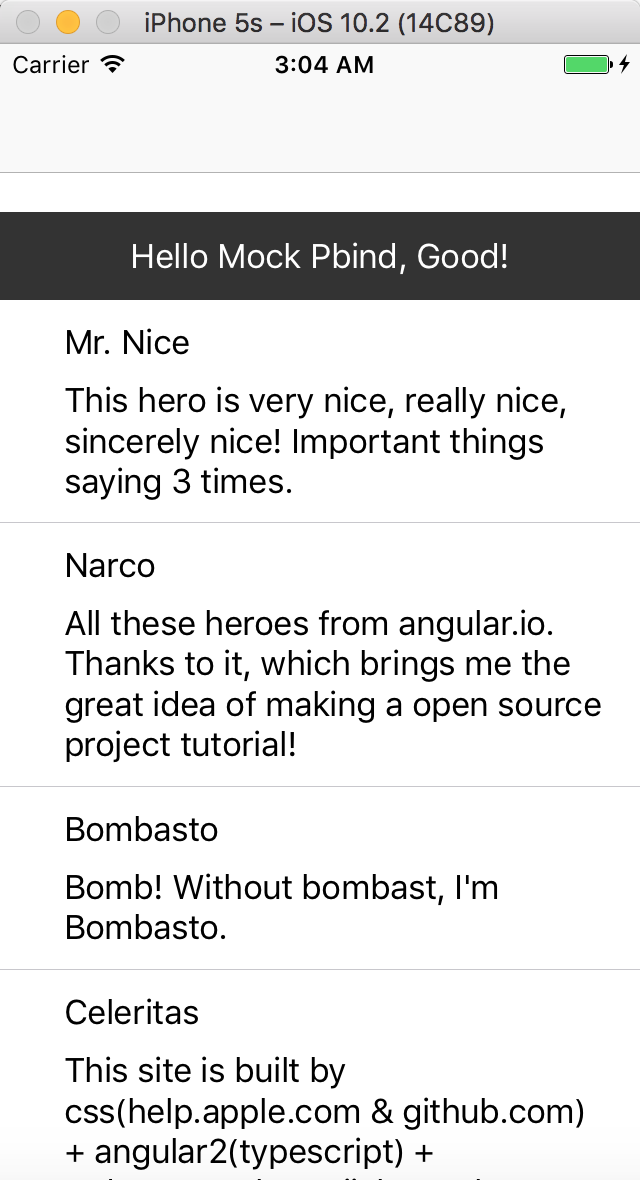 iPhone 5s – iOS 10.2 (14C89)
Carrier 3:04 AM
Hello Mock Pbind, Good!
Mr. Nice
This hero is very nice, really nice,
sincerely nice! Important things
saying 3 times.
Narco
All these heroes from angular.io.
Thanks to it, which brings me the
great idea of making a open source
project tutorial!
Bombasto
Bomb! Without bombast, I'm
Bombasto.
Celeritas
This site is built by
css(help.apple.com & github.com)
+ angular2(typescript) +